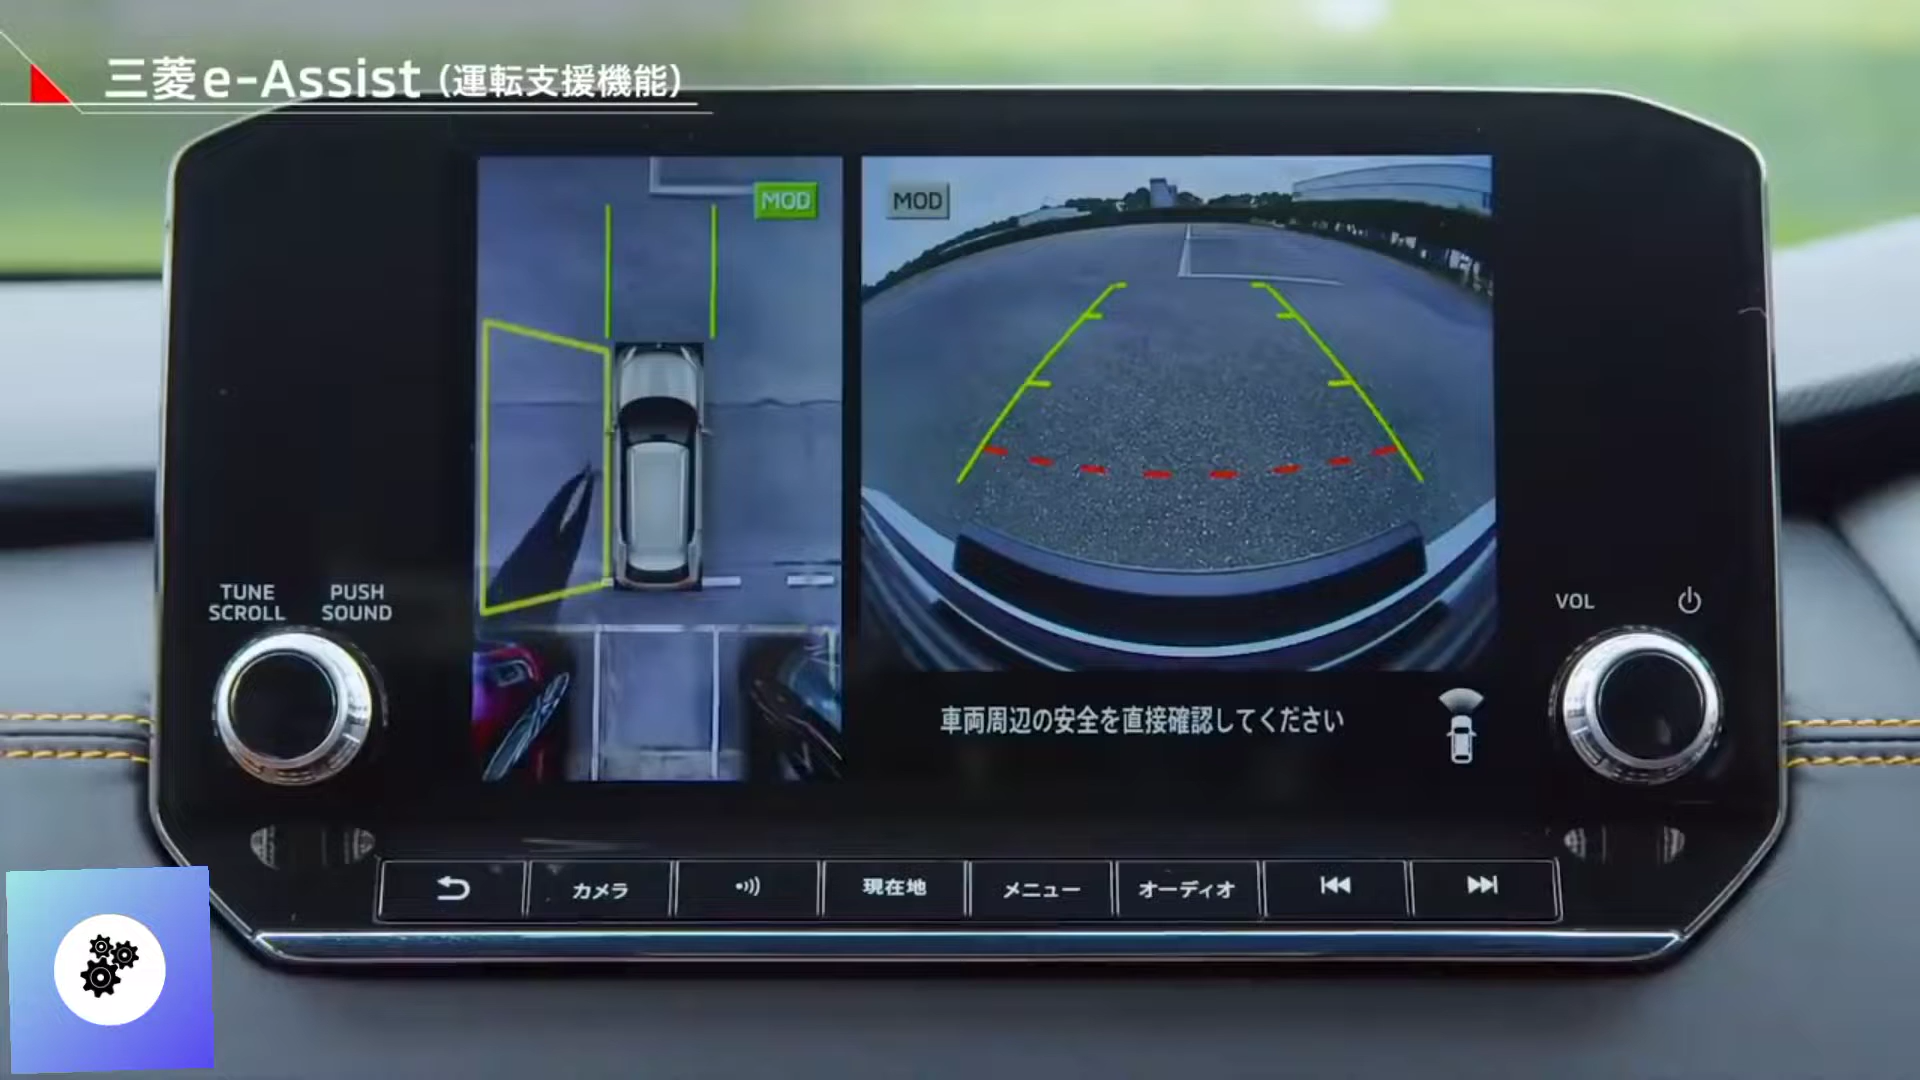 三菱e-Assist(運転支援機能)
MOD
MOD
TUNE SCROLL
PUSH SOUND
VOL
車両周辺の安全を直接確認してください
カメラ
現在地
メニュー
オーディオ